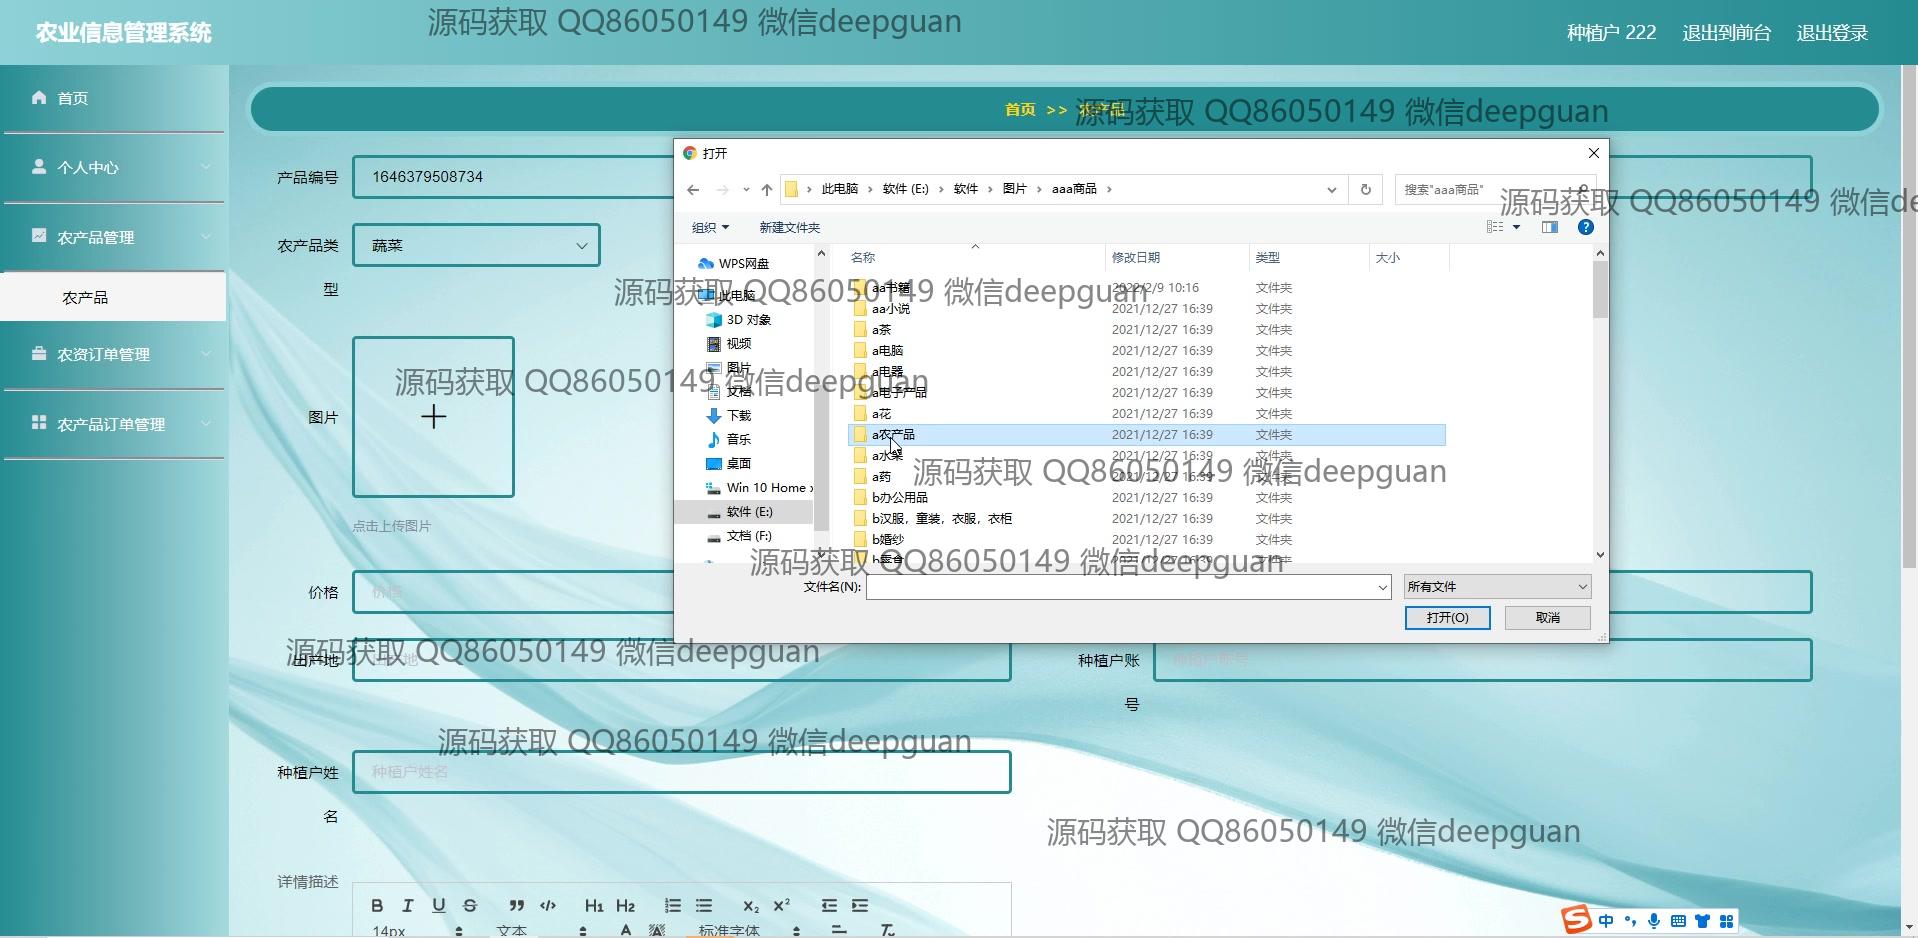 农业信息管理系统
源码获取 QQ86050149 微信deepguan
种植户 222
退出到前台
退出登录
首页
个人中心
农产品管理
农产品
农资订单管理
农产品订单管理
首页 >> 农产品
源码获取 QQ86050149 微信deepguan
产品编号
1646379508734
农产品类型
蔬菜
图片
点击上传图片
价格
价格
出产地
出产地
种植户账号
种植户账号
种植户姓名
种植户姓名
详情描述
14px
文本
标准字体
打开
此电脑 › 软件 (E:) › 软件 › 图片 › aaa商品 ›
搜索"aaa商品"
源码获取 QQ86050149 微信de
组织
新建文件夹
名称 修改日期 类型 大小
WPS网盘
此电脑
3D 对象
视频
图片
文档
下载
音乐
桌面
Win 10 Home
软件 (E:)
文档 (F:)
aa书籍 2022/2/9 10:16 文件夹
aa小说 2021/12/27 16:39 文件夹
a茶 2021/12/27 16:39 文件夹
a电脑 2021/12/27 16:39 文件夹
a电器 2021/12/27 16:39 文件夹
a电子产品 2021/12/27 16:39 文件夹
a花 2021/12/27 16:39 文件夹
a农产品 2021/12/27 16:39 文件夹
a水果 2021/12/27 16:39 文件夹
a药 2021/12/27 16:39 文件夹
b办公用品 2021/12/27 16:39 文件夹
b汉服，童装，衣服，衣柜 2021/12/27 16:39 文件夹
b婚纱 2021/12/27 16:39 文件夹
b零食 2021/12/27 16:39 文件夹
文件名(N):
所有文件
打开(O)
取消
源码获取 QQ86050149 微信deepguan
源码获取 QQ86050149 微信deepguan
源码获取 QQ86050149 微信deepguan
源码获取 QQ86050149 微信deepguan
源码获取 QQ86050149 微信deepguan
源码获取 QQ86050149 微信deepguan
源码获取 QQ86050149 微信deepguan
中